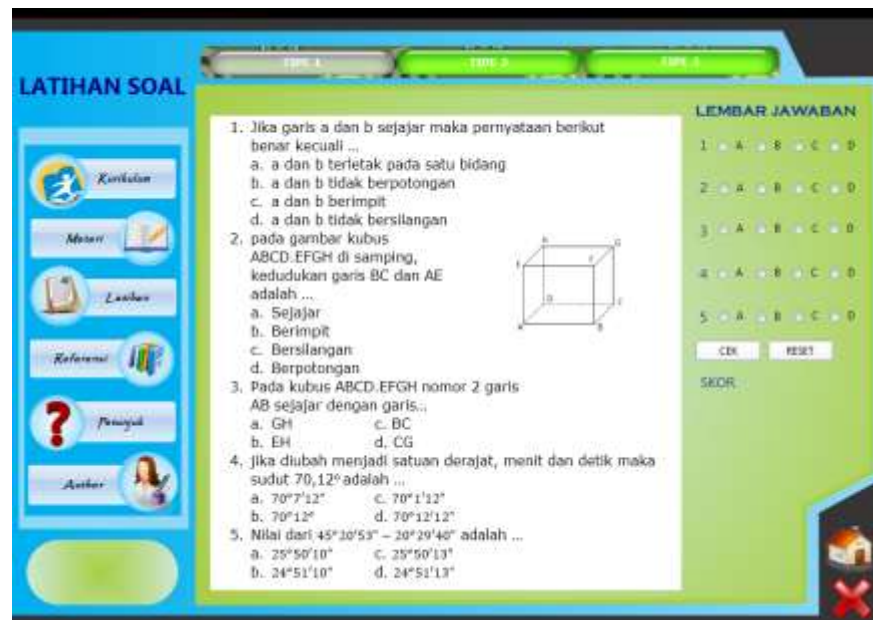 LATIHAN SOAL
TIPE 1
TIPE 2
TIPE 3
Kurikulum
Materi
Latihan
Referensi
Petunjuk
Author
1. Jika garis a dan b sejajar maka pernyataan berikut
benar kecuali ...
a. a dan b terletak pada satu bidang
b. a dan b tidak berpotongan
c. a dan b berimpit
d. a dan b tidak bersilangan
2. pada gambar kubus
ABCD.EFGH di samping,
kedudukan garis BC dan AE
adalah ...
a. Sejajar
b. Berimpit
c. Bersilangan
d. Berpotongan
H
G
E
F
D
C
A
B
3. Pada kubus ABCD.EFGH nomor 2 garis
AB sejajar dengan garis...
a. GH c. BC
b. EH d. CG
4. jika diubah menjadi satuan derajat, menit dan detik maka
sudut 70,12° adalah ...
a. 70°7'12" c. 70°1'12"
b. 70°12" d. 70°12'12"
5. Nilai dari 45°20'53" – 20°29'40" adalah ...
a. 25°50'10" c. 25°50'13"
b. 24°51'10" d. 24°51'13"
LEMBAR JAWABAN
1 A B C D
2 A B C D
3 A B C D
4 A B C D
5 A B C D
CEK RESET
SKOR